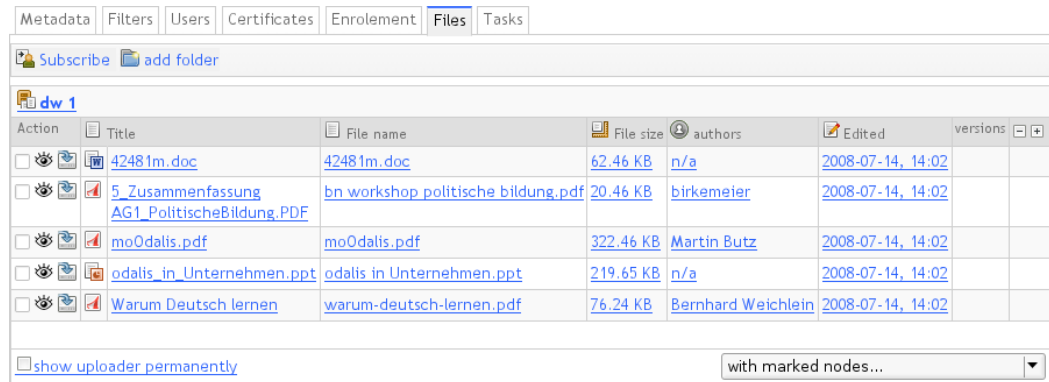 Metadata Filters Users Certificates Enrolement Files Tasks
Subscribe add folder
dw 1
Action Title File name File size authors Edited versions
42481m.doc 42481m.doc 62.46 KB n/a 2008-07-14, 14:02
5_Zusammenfassung bn workshop politische bildung.pdf 20.46 KB birkemeier 2008-07-14, 14:02
AG1_PolitischeBildung.PDF
moOdalis.pdf moOdalis.pdf 322.46 KB Martin Butz 2008-07-14, 14:02
odalis_in_Unternehmen.ppt odalis in Unternehmen.ppt 219.65 KB n/a 2008-07-14, 14:02
Warum Deutsch lernen warum-deutsch-lernen.pdf 76.24 KB Bernhard Weichlein 2008-07-14, 14:02
show uploader permanently with marked nodes...